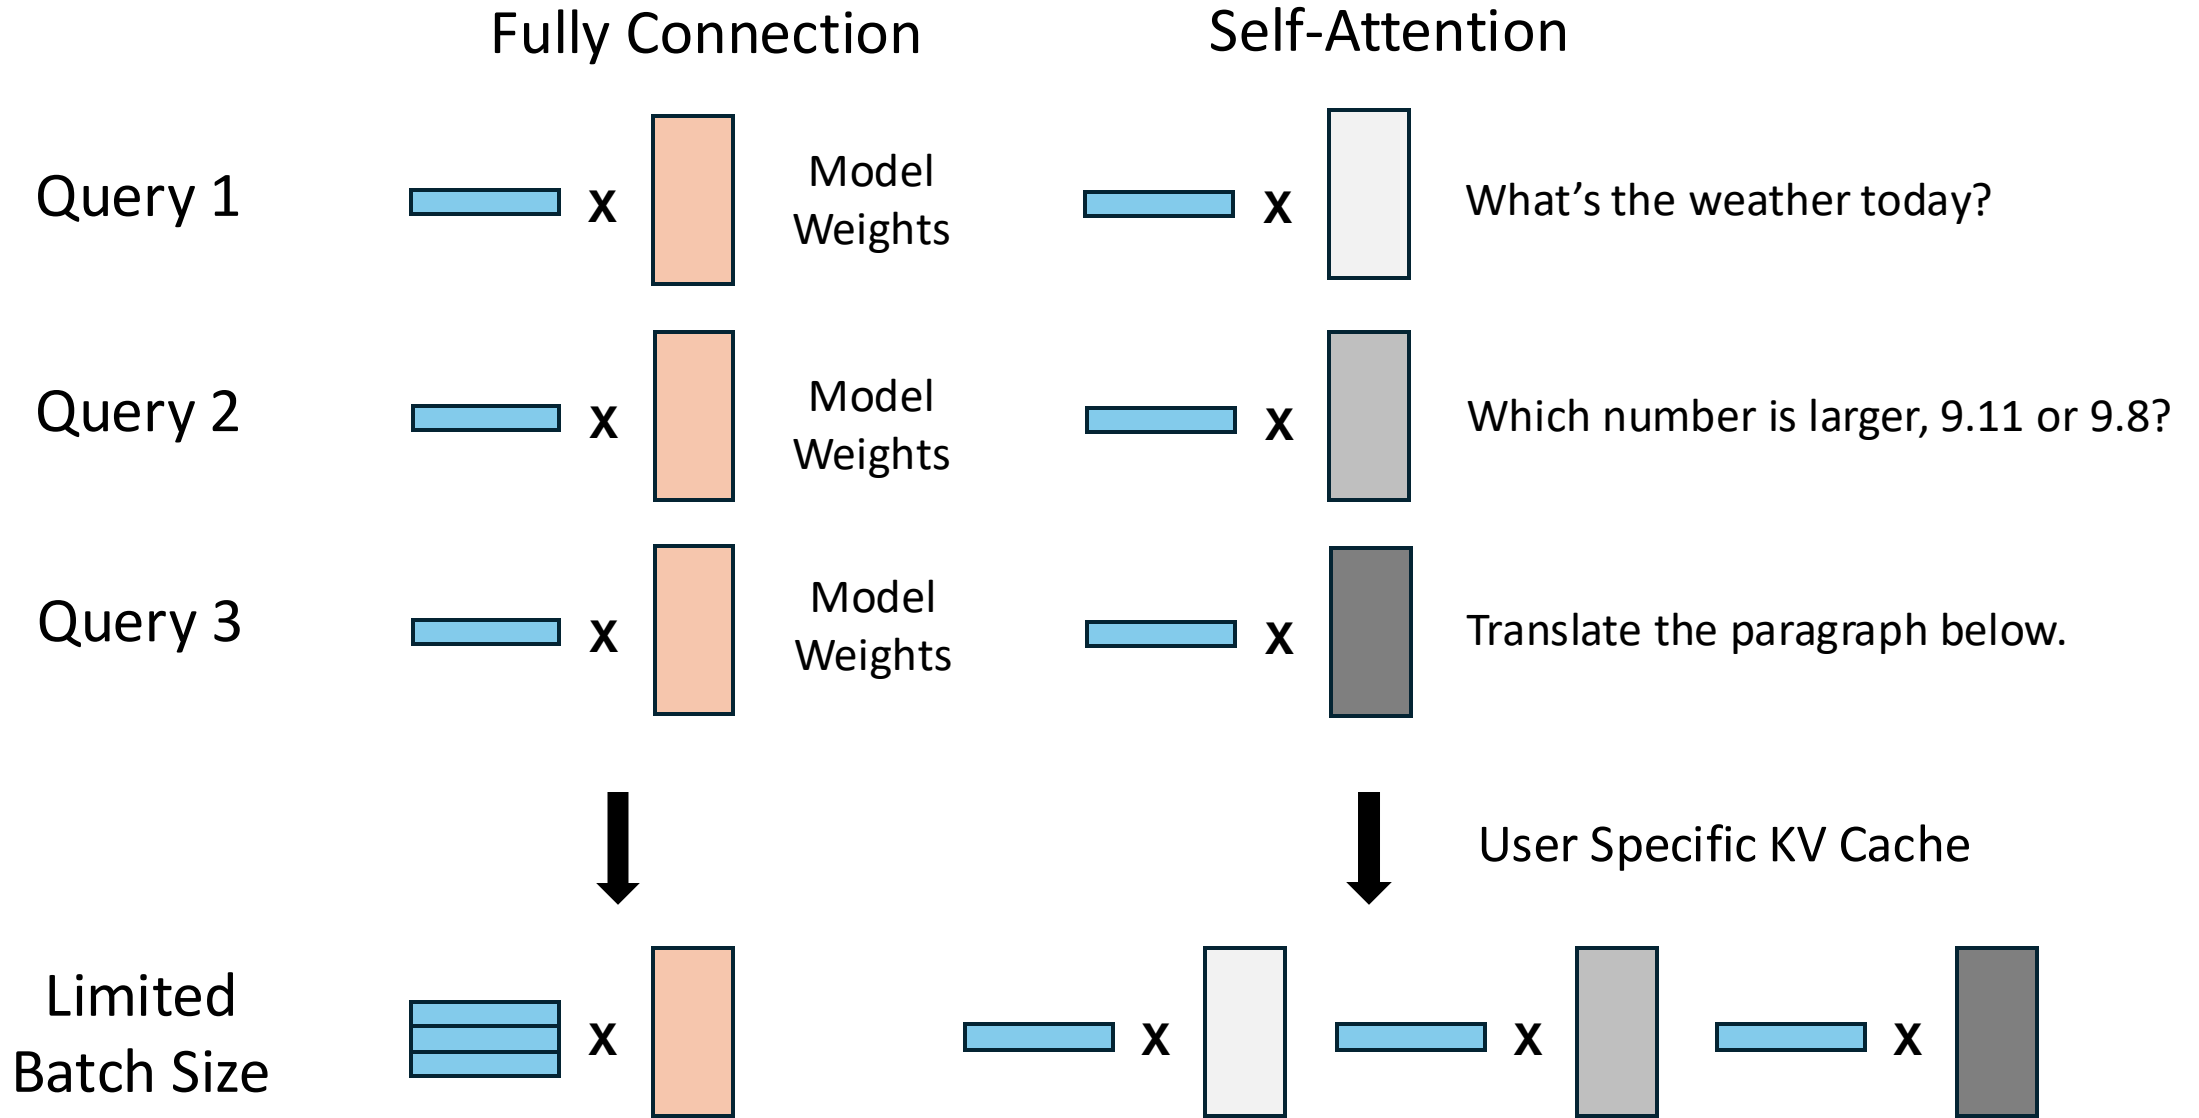 Fully Connection
Self-Attention
Query 1
X
Model
Weights
X
What's the weather today?
Query 2
X
Model
Weights
X
Which number is larger, 9.11 or 9.8?
Query 3
X
Model
Weights
X
Translate the paragraph below.
User Specific KV Cache
Limited
Batch Size
X
X
X
X